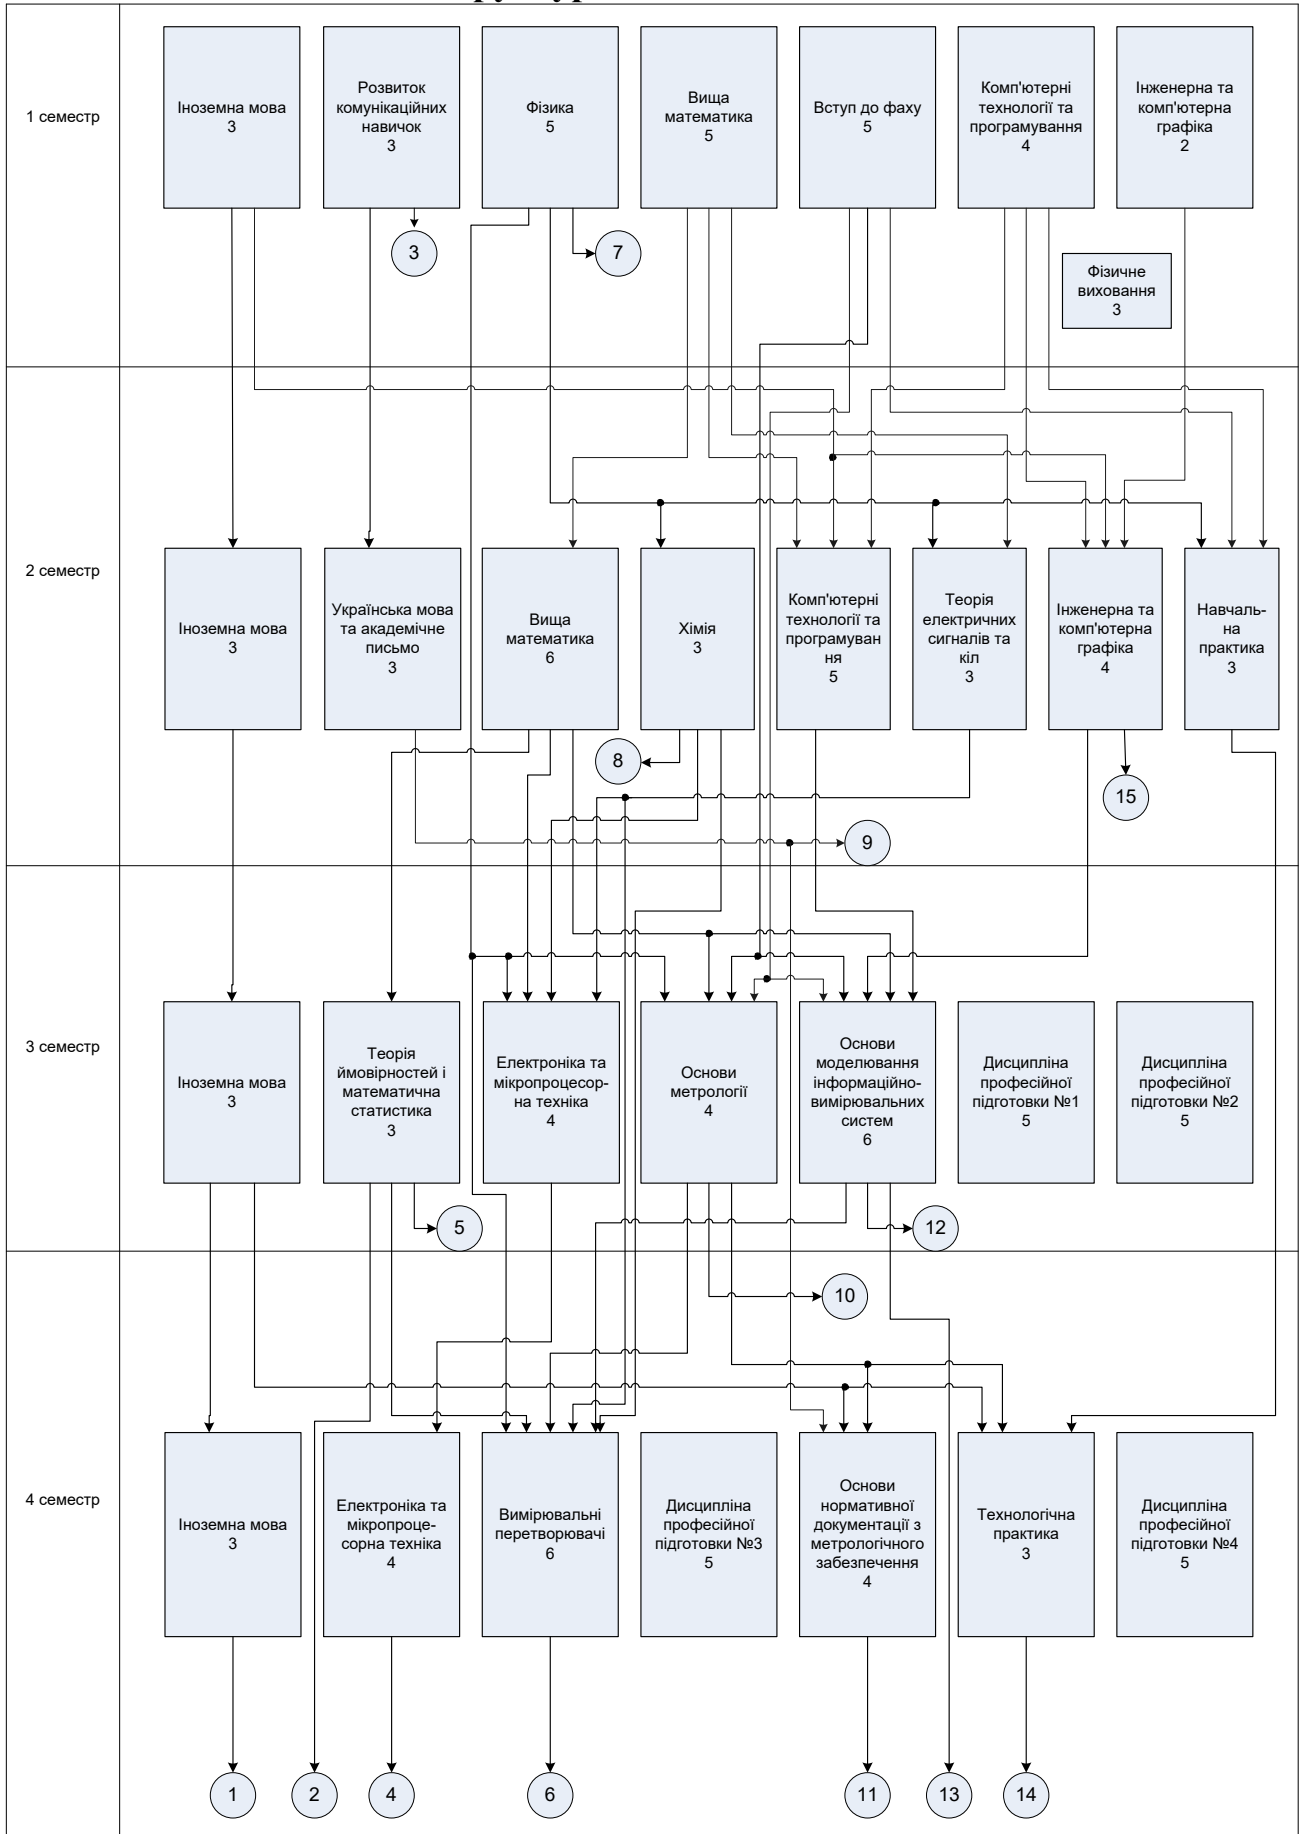 1 семестр
Іноземна мова
3
Розвиток
комунікаційних
навичок
3
Фізика
5
Вища
математика
5
Вступ до фаху
5
Комп'ютерні
технології та
програмування
4
Інженерна та
комп'ютерна
графіка
2
3
7
Фізичне
виховання
3
2 семестр
Іноземна мова
3
Українська мова
та академічне
письмо
3
Вища
математика
6
Хімія
3
Комп'ютерні
технології та
програмуван
ня
5
Теорія
електричних
сигналів та
кіл
3
Інженерна та
комп'ютерна
графіка
4
Навчаль-
на
практика
3
8
15
9
3 семестр
Іноземна мова
3
Теорія
ймовірностей і
математична
статистика
3
Електроніка та
мікропроцесор-
на техніка
4
Основи
метрології
4
Основи
моделювання
інформаційно-
вимірювальних
систем
6
Дисципліна
професійної
підготовки №1
5
Дисципліна
професійної
підготовки №2
5
5
12
10
4 семестр
Іноземна мова
3
Електроніка та
мікропроце-
сорна техніка
4
Вимірювальні
перетворювачі
6
Дисципліна
професійної
підготовки №3
5
Основи
нормативної
документації з
метрологічного
забезпечення
4
Технологічна
практика
3
Дисципліна
професійної
підготовки №4
5
1
2
4
6
11
13
14